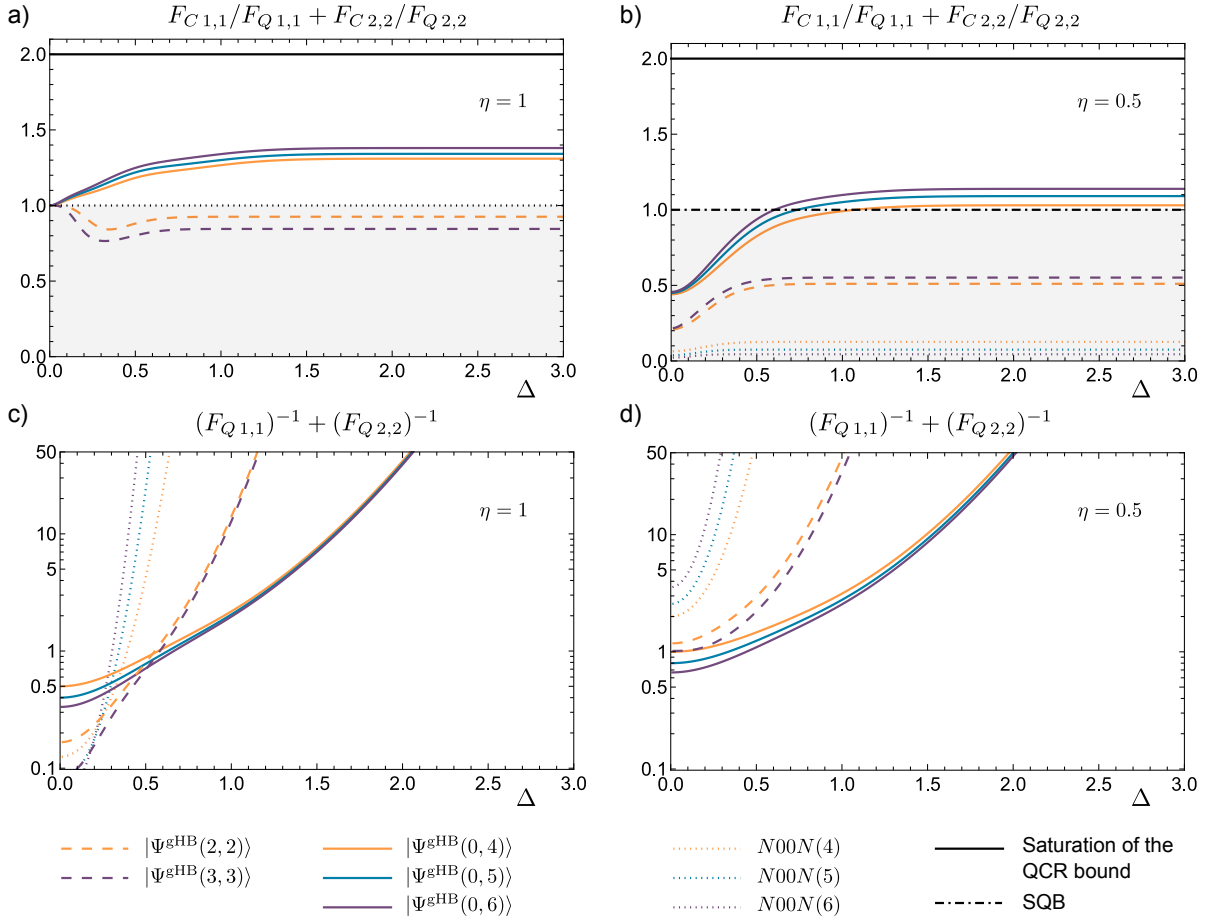 a)
F_{C 1,1}/F_{Q 1,1} + F_{C 2,2}/F_{Q 2,2}
2.0
1.5
1.0
0.5
0.0
η = 1
0.0 0.5 1.0 1.5 2.0 2.5 3.0
Δ
b)
F_{C 1,1}/F_{Q 1,1} + F_{C 2,2}/F_{Q 2,2}
2.0
1.5
1.0
0.5
0.0
η = 0.5
0.0 0.5 1.0 1.5 2.0 2.5 3.0
Δ
c)
(F_{Q 1,1})^{-1} + (F_{Q 2,2})^{-1}
50
10
5
1
0.5
0.1
η = 1
0.0 0.5 1.0 1.5 2.0 2.5 3.0
Δ
d)
(F_{Q 1,1})^{-1} + (F_{Q 2,2})^{-1}
50
10
5
1
0.5
0.1
η = 0.5
0.0 0.5 1.0 1.5 2.0 2.5 3.0
Δ
|Ψ^{gHB}(2, 2)⟩
|Ψ^{gHB}(3, 3)⟩
|Ψ^{gHB}(0, 4)⟩
|Ψ^{gHB}(0, 5)⟩
|Ψ^{gHB}(0, 6)⟩
N00N(4)
N00N(5)
N00N(6)
Saturation of the
QCR bound
SQB